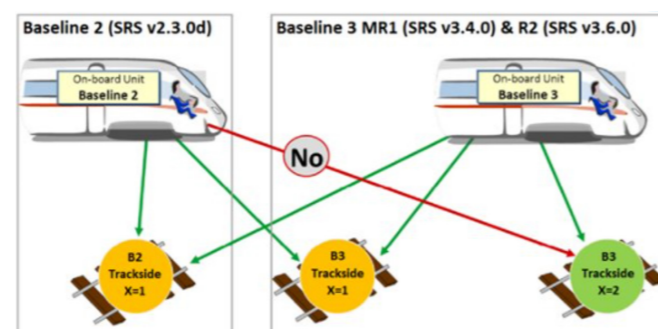 Baseline 2 (SRS v2.3.0d)
Baseline 3 MR1 (SRS v3.4.0) & R2 (SRS v3.6.0)
On-board Unit
Baseline 2
On-board Unit
Baseline 3
No
B2
Trackside
X=1
B3
Trackside
X=1
B3
Trackside
X=2